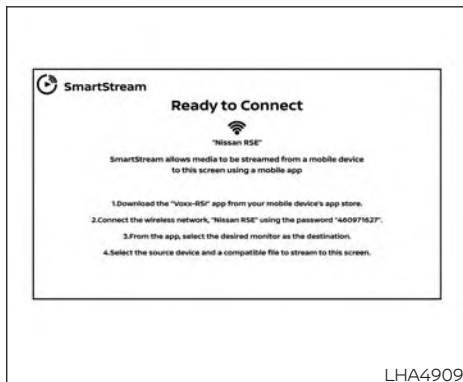 SmartStream
Ready to Connect
"Nissan RSE"
SmartStream allows media to be streamed from a mobile device
to this screen using a mobile app
1.Download the "Voxx-RSi" app from your mobile device's app store.
2.Connect the wireless network, "Nissan RSE" using the password "460971627".
3.From the app, select the desired monitor as the destination.
4.Select the source device and a compatible file to stream to this screen.
LHA4909